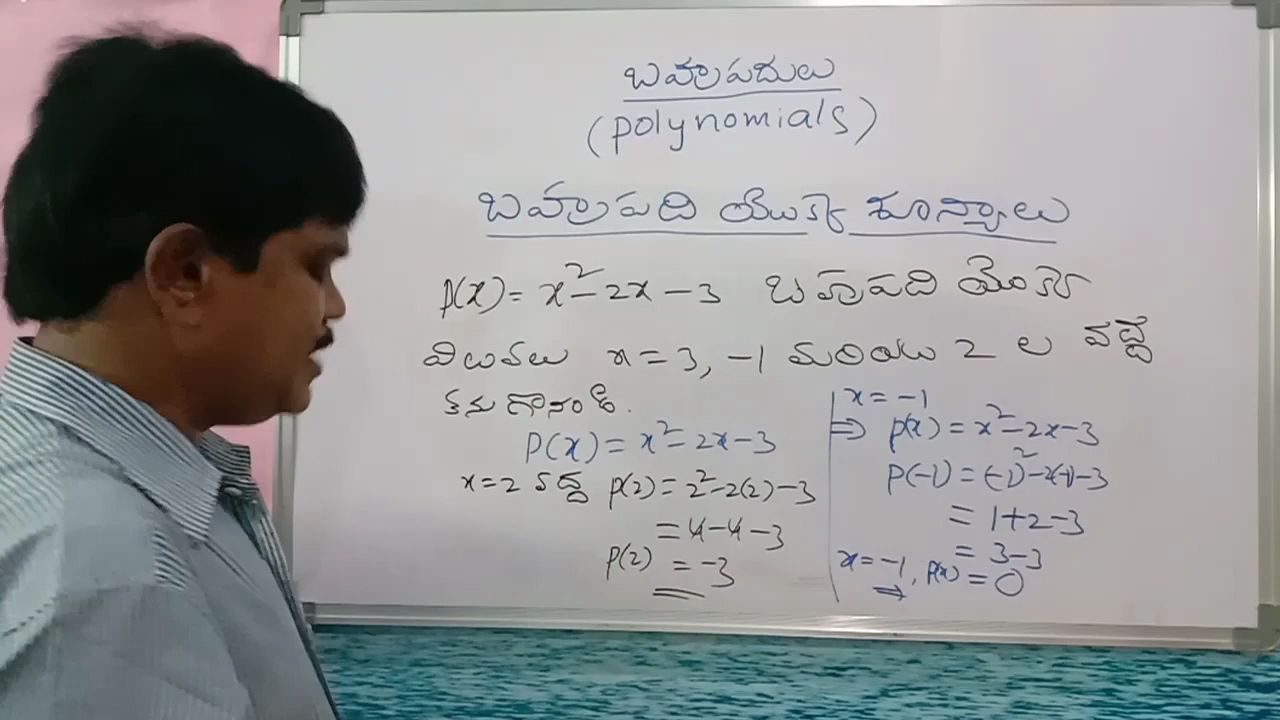 బహుపదులు
(polynomials)
బహుపది యొక్క శూన్యాలు
p(x) = x² - 2x - 3 బహుపది యొక్క
విలువలు x = 3, -1 మరియు 2 ల వద్ద
కనుగొనండి.
P(x) = x² - 2x - 3
x = 2 వద్ద p(2) = 2² - 2(2) - 3
= 4 - 4 - 3
p(2) = -3
x = -1
⇒ p(x) = x² - 2x - 3
P(-1) = (-1)² - 2(-1) - 3
= 1 + 2 - 3
= 3 - 3
x = -1, p(x) = 0
⇒